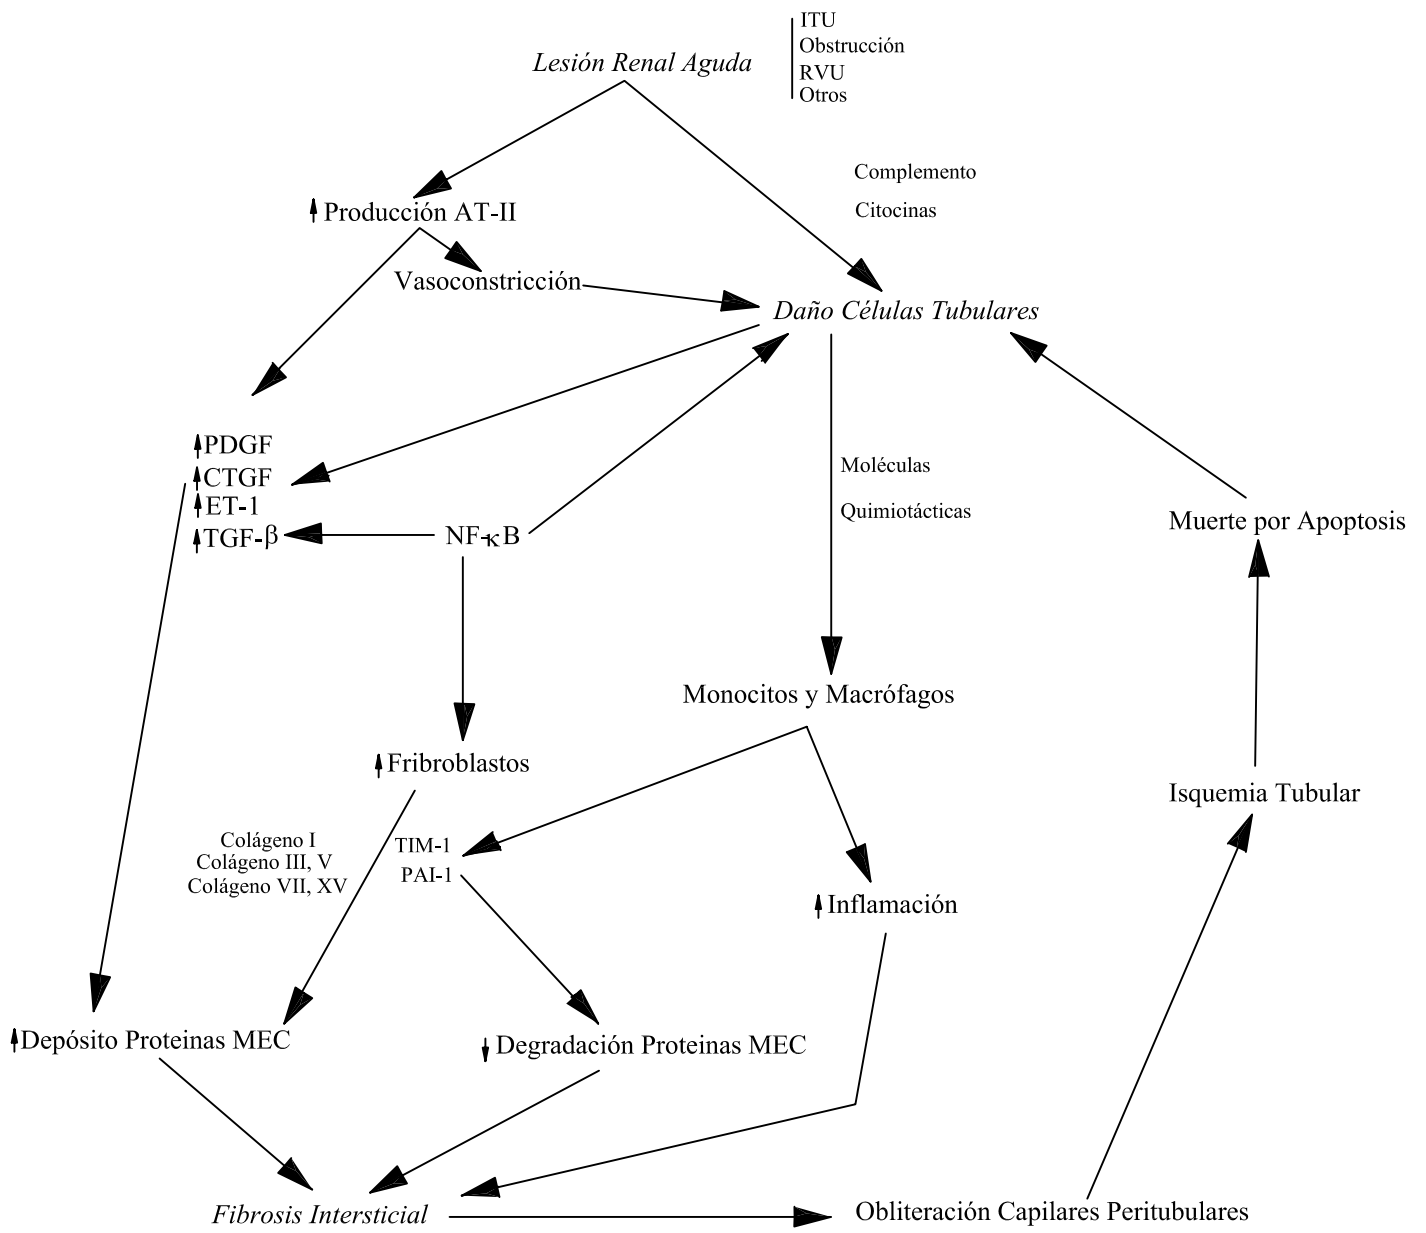 ITU
Obstrucción
Lesión Renal Aguda
RVU
Otros
Complemento
Citocinas
Producción AT-II
Vasoconstricción
Daño Células Tubulares
PDGF
CTGF
ET-1
TGF-β
NF-κB
Moléculas
Quimiotácticas
Muerte por Apoptosis
Monocitos y Macrófagos
Fribroblastos
Isquemia Tubular
Colágeno I
Colágeno III, V
Colágeno VII, XV
TIM-1
PAI-1
Inflamación
Depósito Proteinas MEC
Degradación Proteinas MEC
Fibrosis Intersticial
Obliteración Capilares Peritubulares